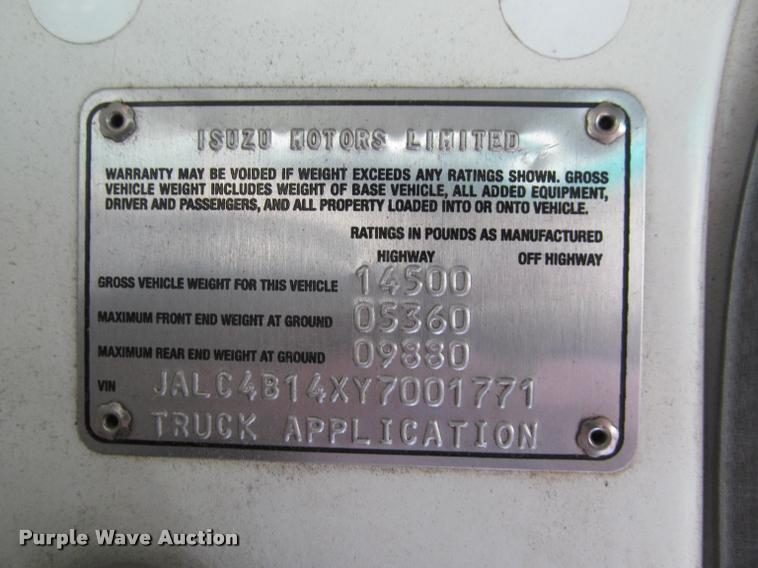 ISUZU MOTORS LIMITED
WARRANTY MAY BE VOIDED IF WEIGHT EXCEEDS ANY RATINGS SHOWN. GROSS
VEHICLE WEIGHT INCLUDES WEIGHT OF BASE VEHICLE, ALL ADDED EQUIPMENT,
DRIVER AND PASSENGERS, AND ALL PROPERTY LOADED INTO OR ONTO VEHICLE.
RATINGS IN POUNDS AS MANUFACTURED
HIGHWAY OFF HIGHWAY
GROSS VEHICLE WEIGHT FOR THIS VEHICLE 14500
MAXIMUM FRONT END WEIGHT AT GROUND 05360
MAXIMUM REAR END WEIGHT AT GROUND 09880
VIN JALC4B14XY7001771
TRUCK APPLICATION
Purple Wave Auction
Purple Wave Auction